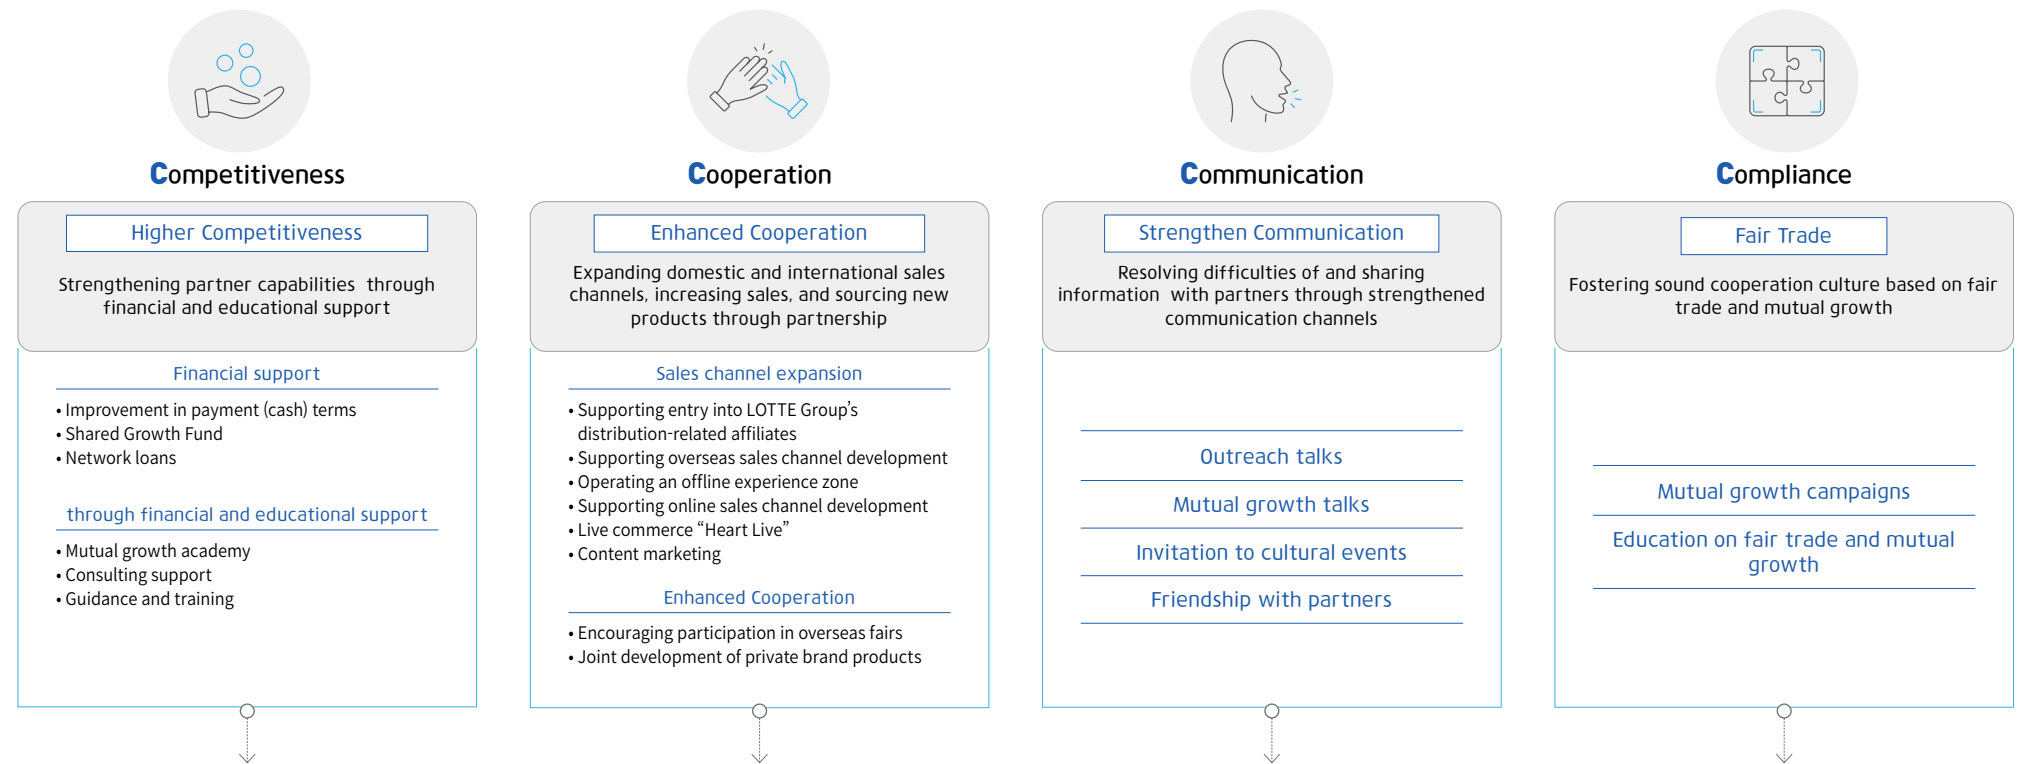 Competitiveness
Higher Competitiveness
Strengthening partner capabilities through
financial and educational support
Financial support
• Improvement in payment (cash) terms
• Shared Growth Fund
• Network loans
through financial and educational support
• Mutual growth academy
• Consulting support
• Guidance and training
Cooperation
Enhanced Cooperation
Expanding domestic and international sales
channels, increasing sales, and sourcing new
products through partnership
Sales channel expansion
• Supporting entry into LOTTE Group’s
distribution-related affiliates
• Supporting overseas sales channel development
• Operating an offline experience zone
• Supporting online sales channel development
• Live commerce “Heart Live”
• Content marketing
Enhanced Cooperation
• Encouraging participation in overseas fairs
• Joint development of private brand products
Communication
Strengthen Communication
Resolving difficulties of and sharing
information with partners through strengthened
communication channels
Outreach talks
Mutual growth talks
Invitation to cultural events
Friendship with partners
Compliance
Fair Trade
Fostering sound cooperation culture based on fair
trade and mutual growth
Mutual growth campaigns
Education on fair trade and mutual
growth